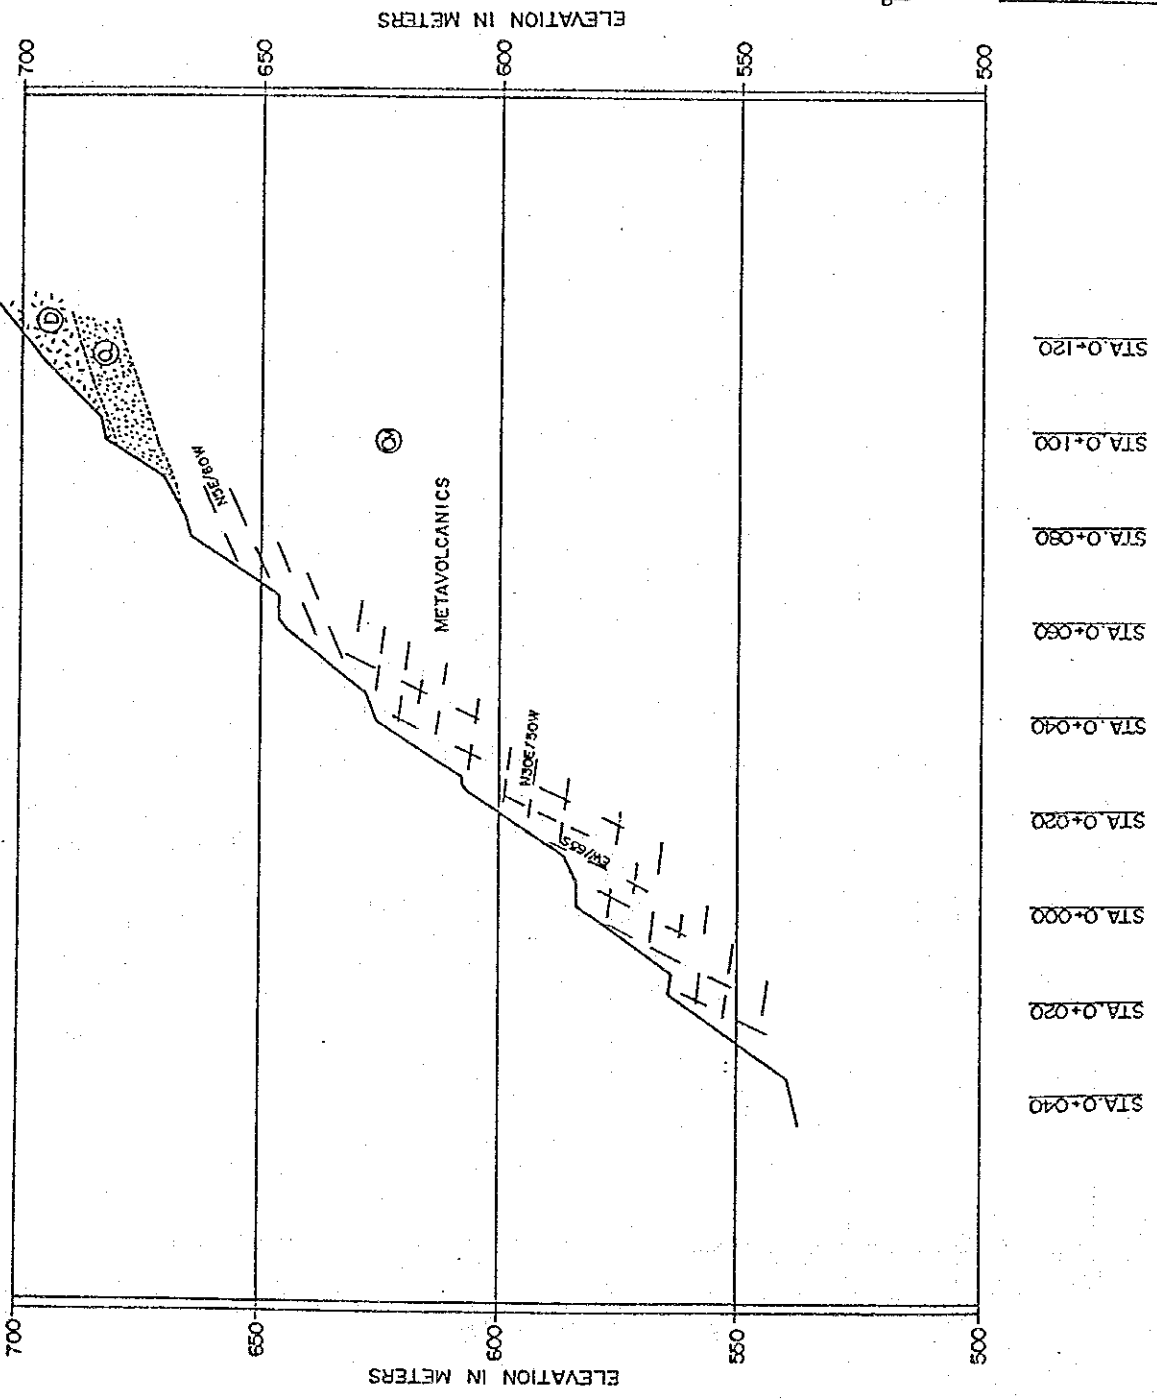 ELEVATION IN METERS
700
650
600
550
500
D
Q
N5E/80W
METAVOLCANICS
N30E/50W
EW/65S
STA. 0+120
STA. 0+100
STA. 0+080
STA. 0+060
STA. 0+040
STA. 0+020
STA. 0+000
STA. 0+020
STA. 0+040
700
650
600
550
500
ELEVATION IN METERS